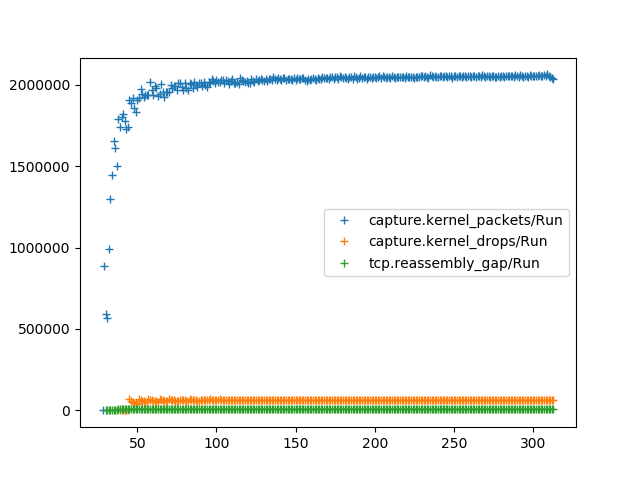 2000000
1500000
1000000
500000
0
capture.kernel_packets/Run
capture.kernel_drops/Run
tcp.reassembly_gap/Run
50 100 150 200 250 300